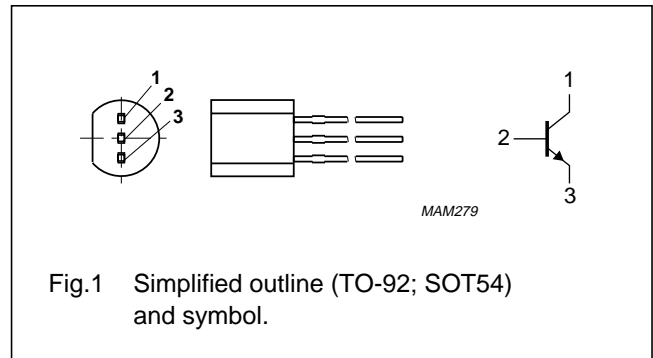 1
2
3
1
2
3
MAM279
Fig.1 Simplified outline (TO-92; SOT54)
and symbol.